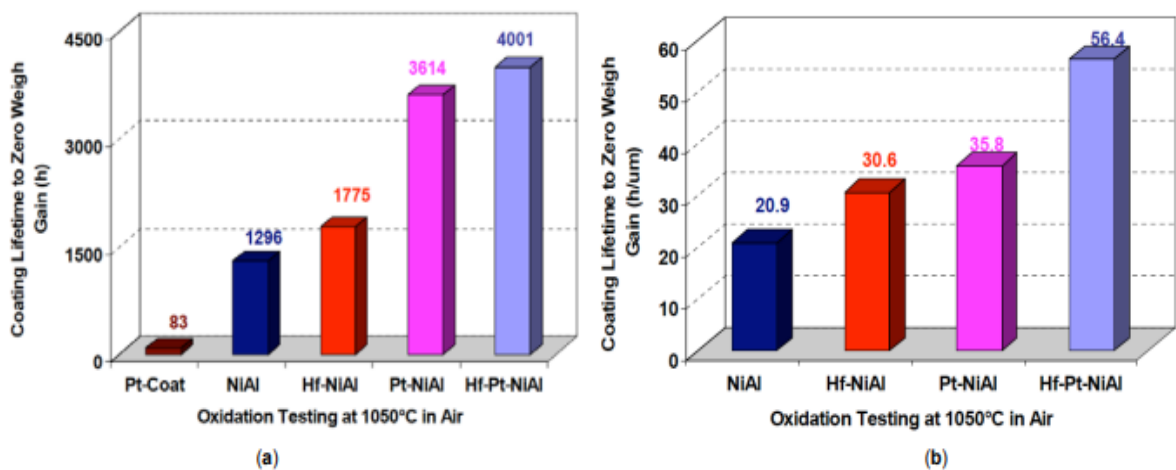 Coating Lifetime to Zero Weigh
Gain (h)
4500
3000
1500
0
83
1296
1775
3614
4001
Pt-Coat
NiAl
Hf-NiAl
Pt-NiAl
Hf-Pt-NiAl
Oxidation Testing at 1050°C in Air
(a)
Coating Lifetime to Zero Weigh
Gain (h/um)
60
50
40
30
20
10
0
20.9
30.6
35.8
56.4
NiAl
Hf-NiAl
Pt-NiAl
Hf-Pt-NiAl
Oxidation Testing at 1050°C in Air
(b)